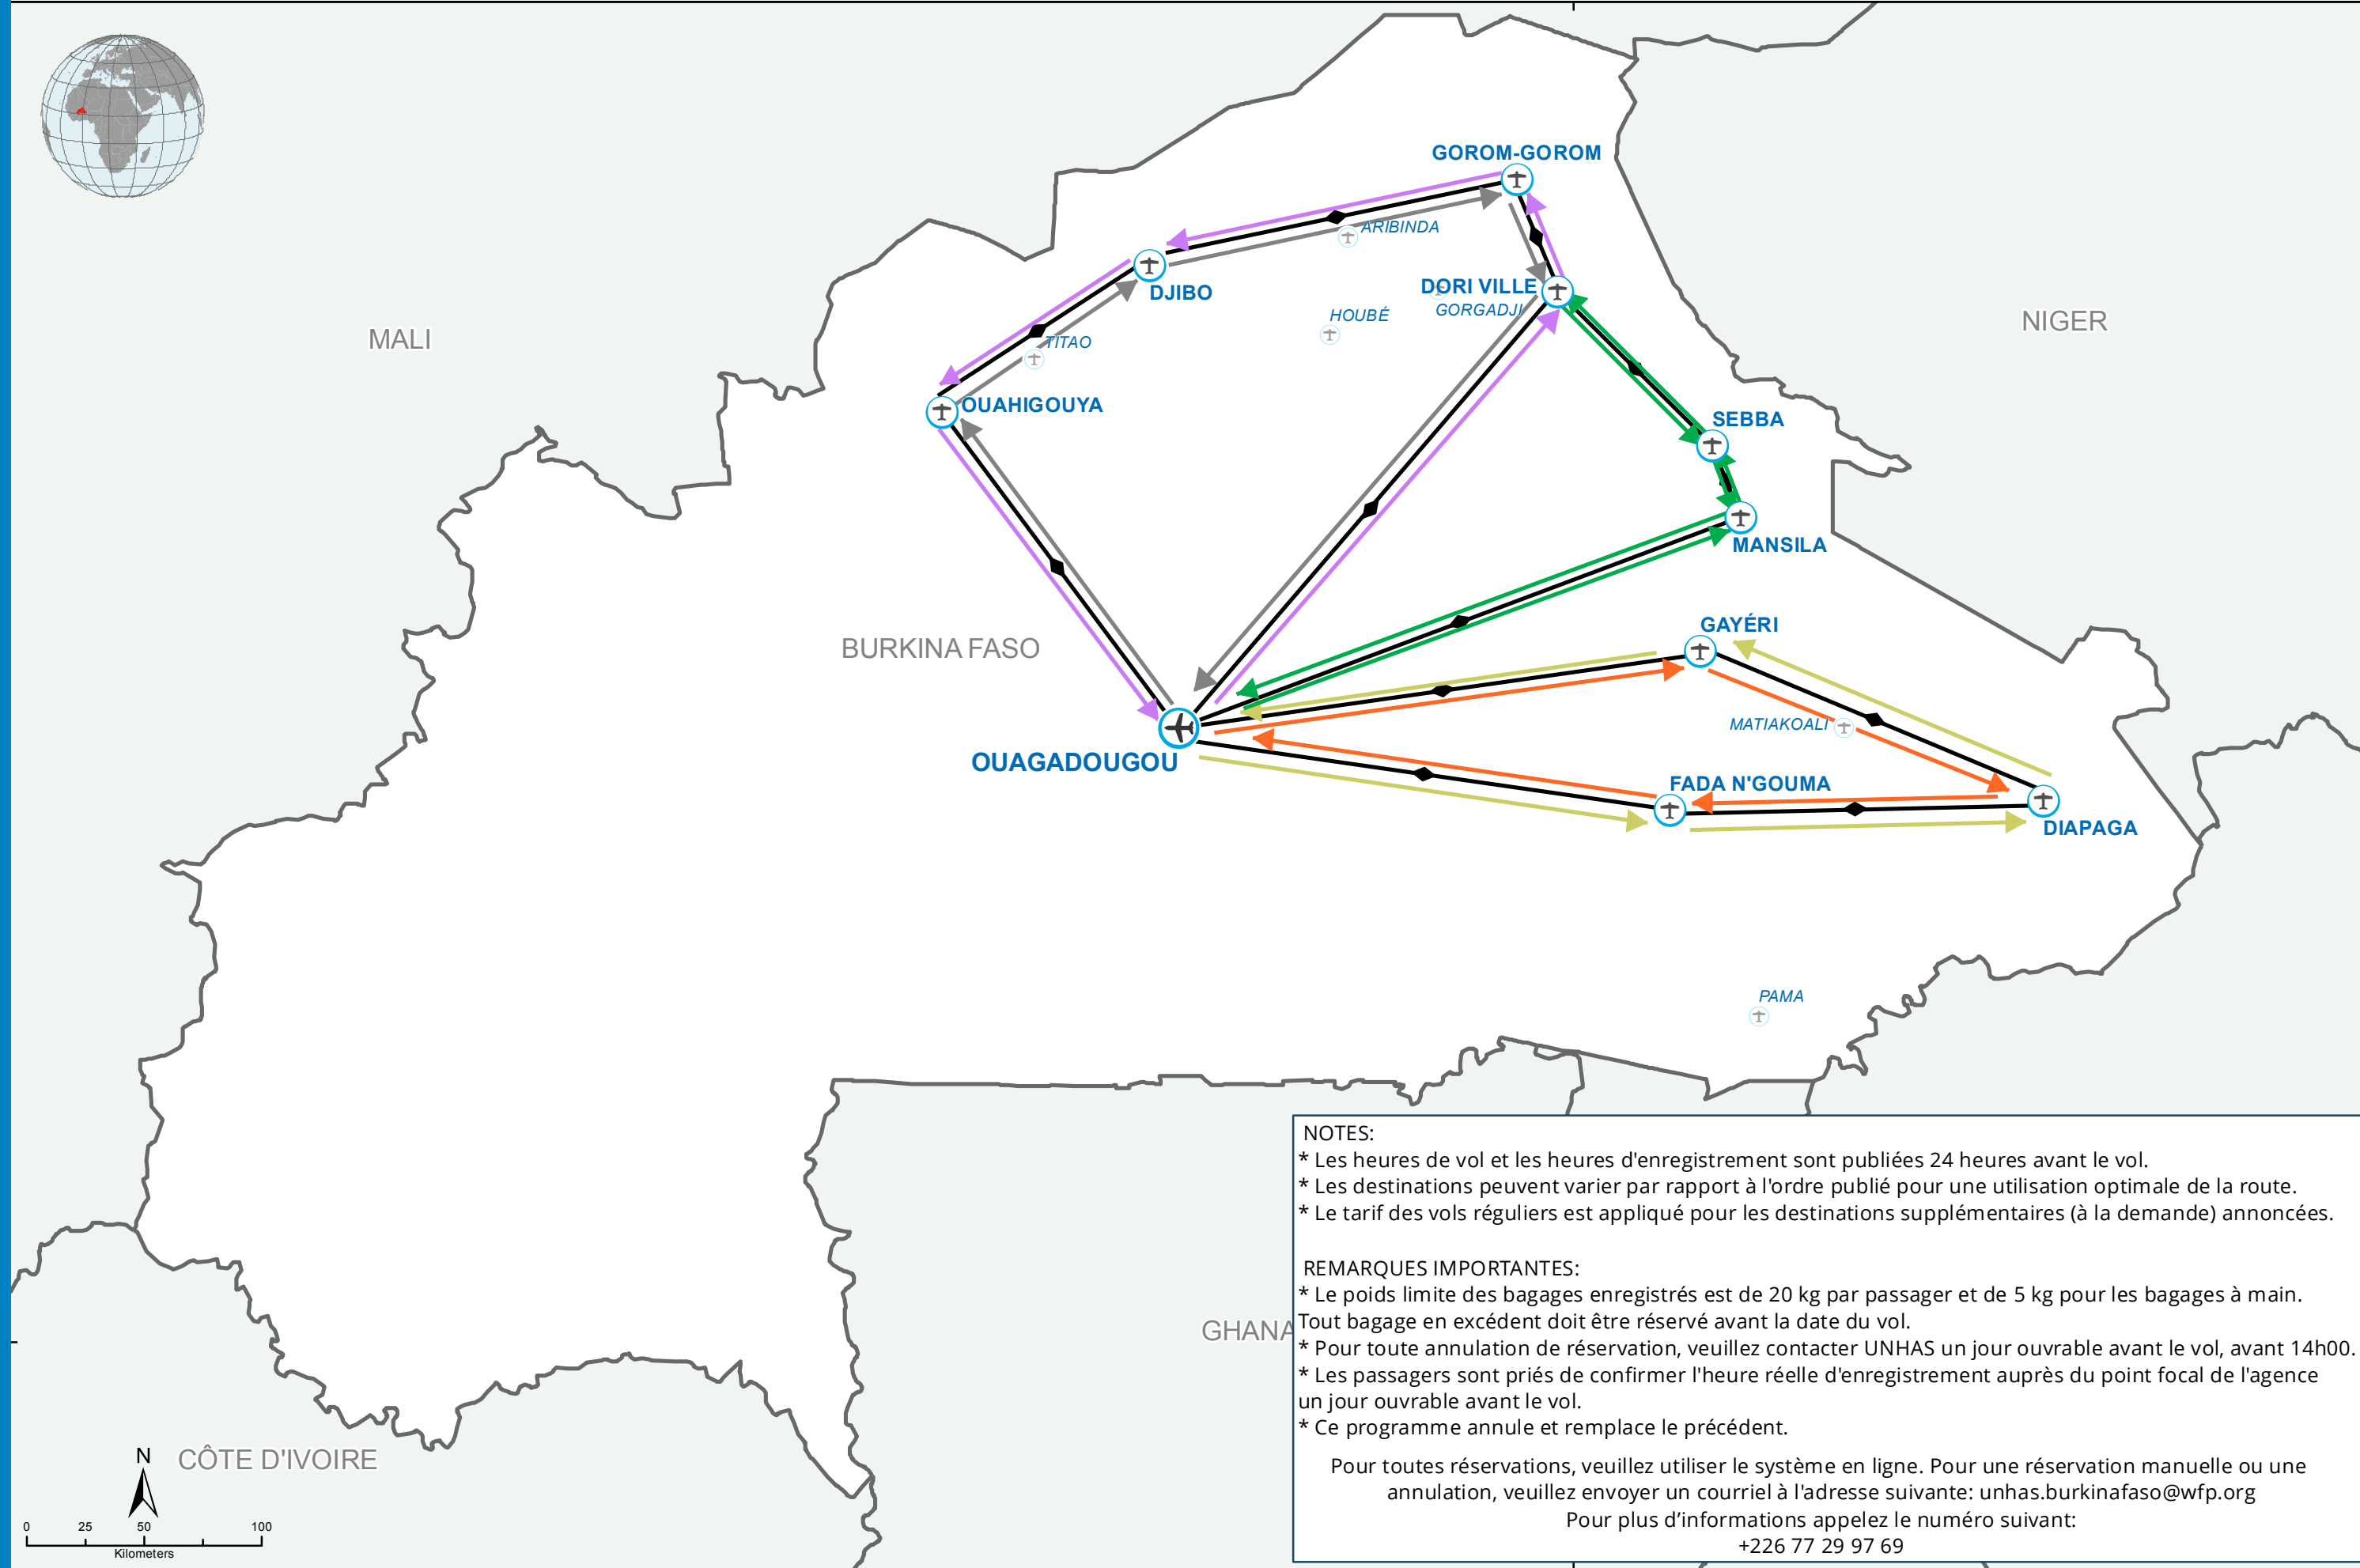 GOROM-GOROM
ARIBINDA
DJIBO
DORI VILLE
GORGADJI
HOUBÉ
NIGER
MALI
TITAO
OUAHIGOUYA
SEBBA
MANSILA
GAYÉRI
BURKINA FASO
MATIAKOALI
OUAGADOUGOU
FADA N'GOUMA
DIAPAGA
PAMA
GHANA
CÔTE D'IVOIRE
N
0 25 50 100
Kilometers
NOTES:
* Les heures de vol et les heures d'enregistrement sont publiées 24 heures avant le vol.
* Les destinations peuvent varier par rapport à l'ordre publié pour une utilisation optimale de la route.
* Le tarif des vols réguliers est appliqué pour les destinations supplémentaires (à la demande) annoncées.
REMARQUES IMPORTANTES:
* Le poids limite des bagages enregistrés est de 20 kg par passager et de 5 kg pour les bagages à main.
Tout bagage en excédent doit être réservé avant la date du vol.
* Pour toute annulation de réservation, veuillez contacter UNHAS un jour ouvrable avant le vol, avant 14h00.
* Les passagers sont priés de confirmer l'heure réelle d'enregistrement auprès du point focal de l'agence
un jour ouvrable avant le vol.
* Ce programme annule et remplace le précédent.
Pour toutes réservations, veuillez utiliser le système en ligne. Pour une réservation manuelle ou une
annulation, veuillez envoyer un courriel à l'adresse suivante: unhas.burkinafaso@wfp.org
Pour plus d’informations appelez le numéro suivant:
+226 77 29 97 69